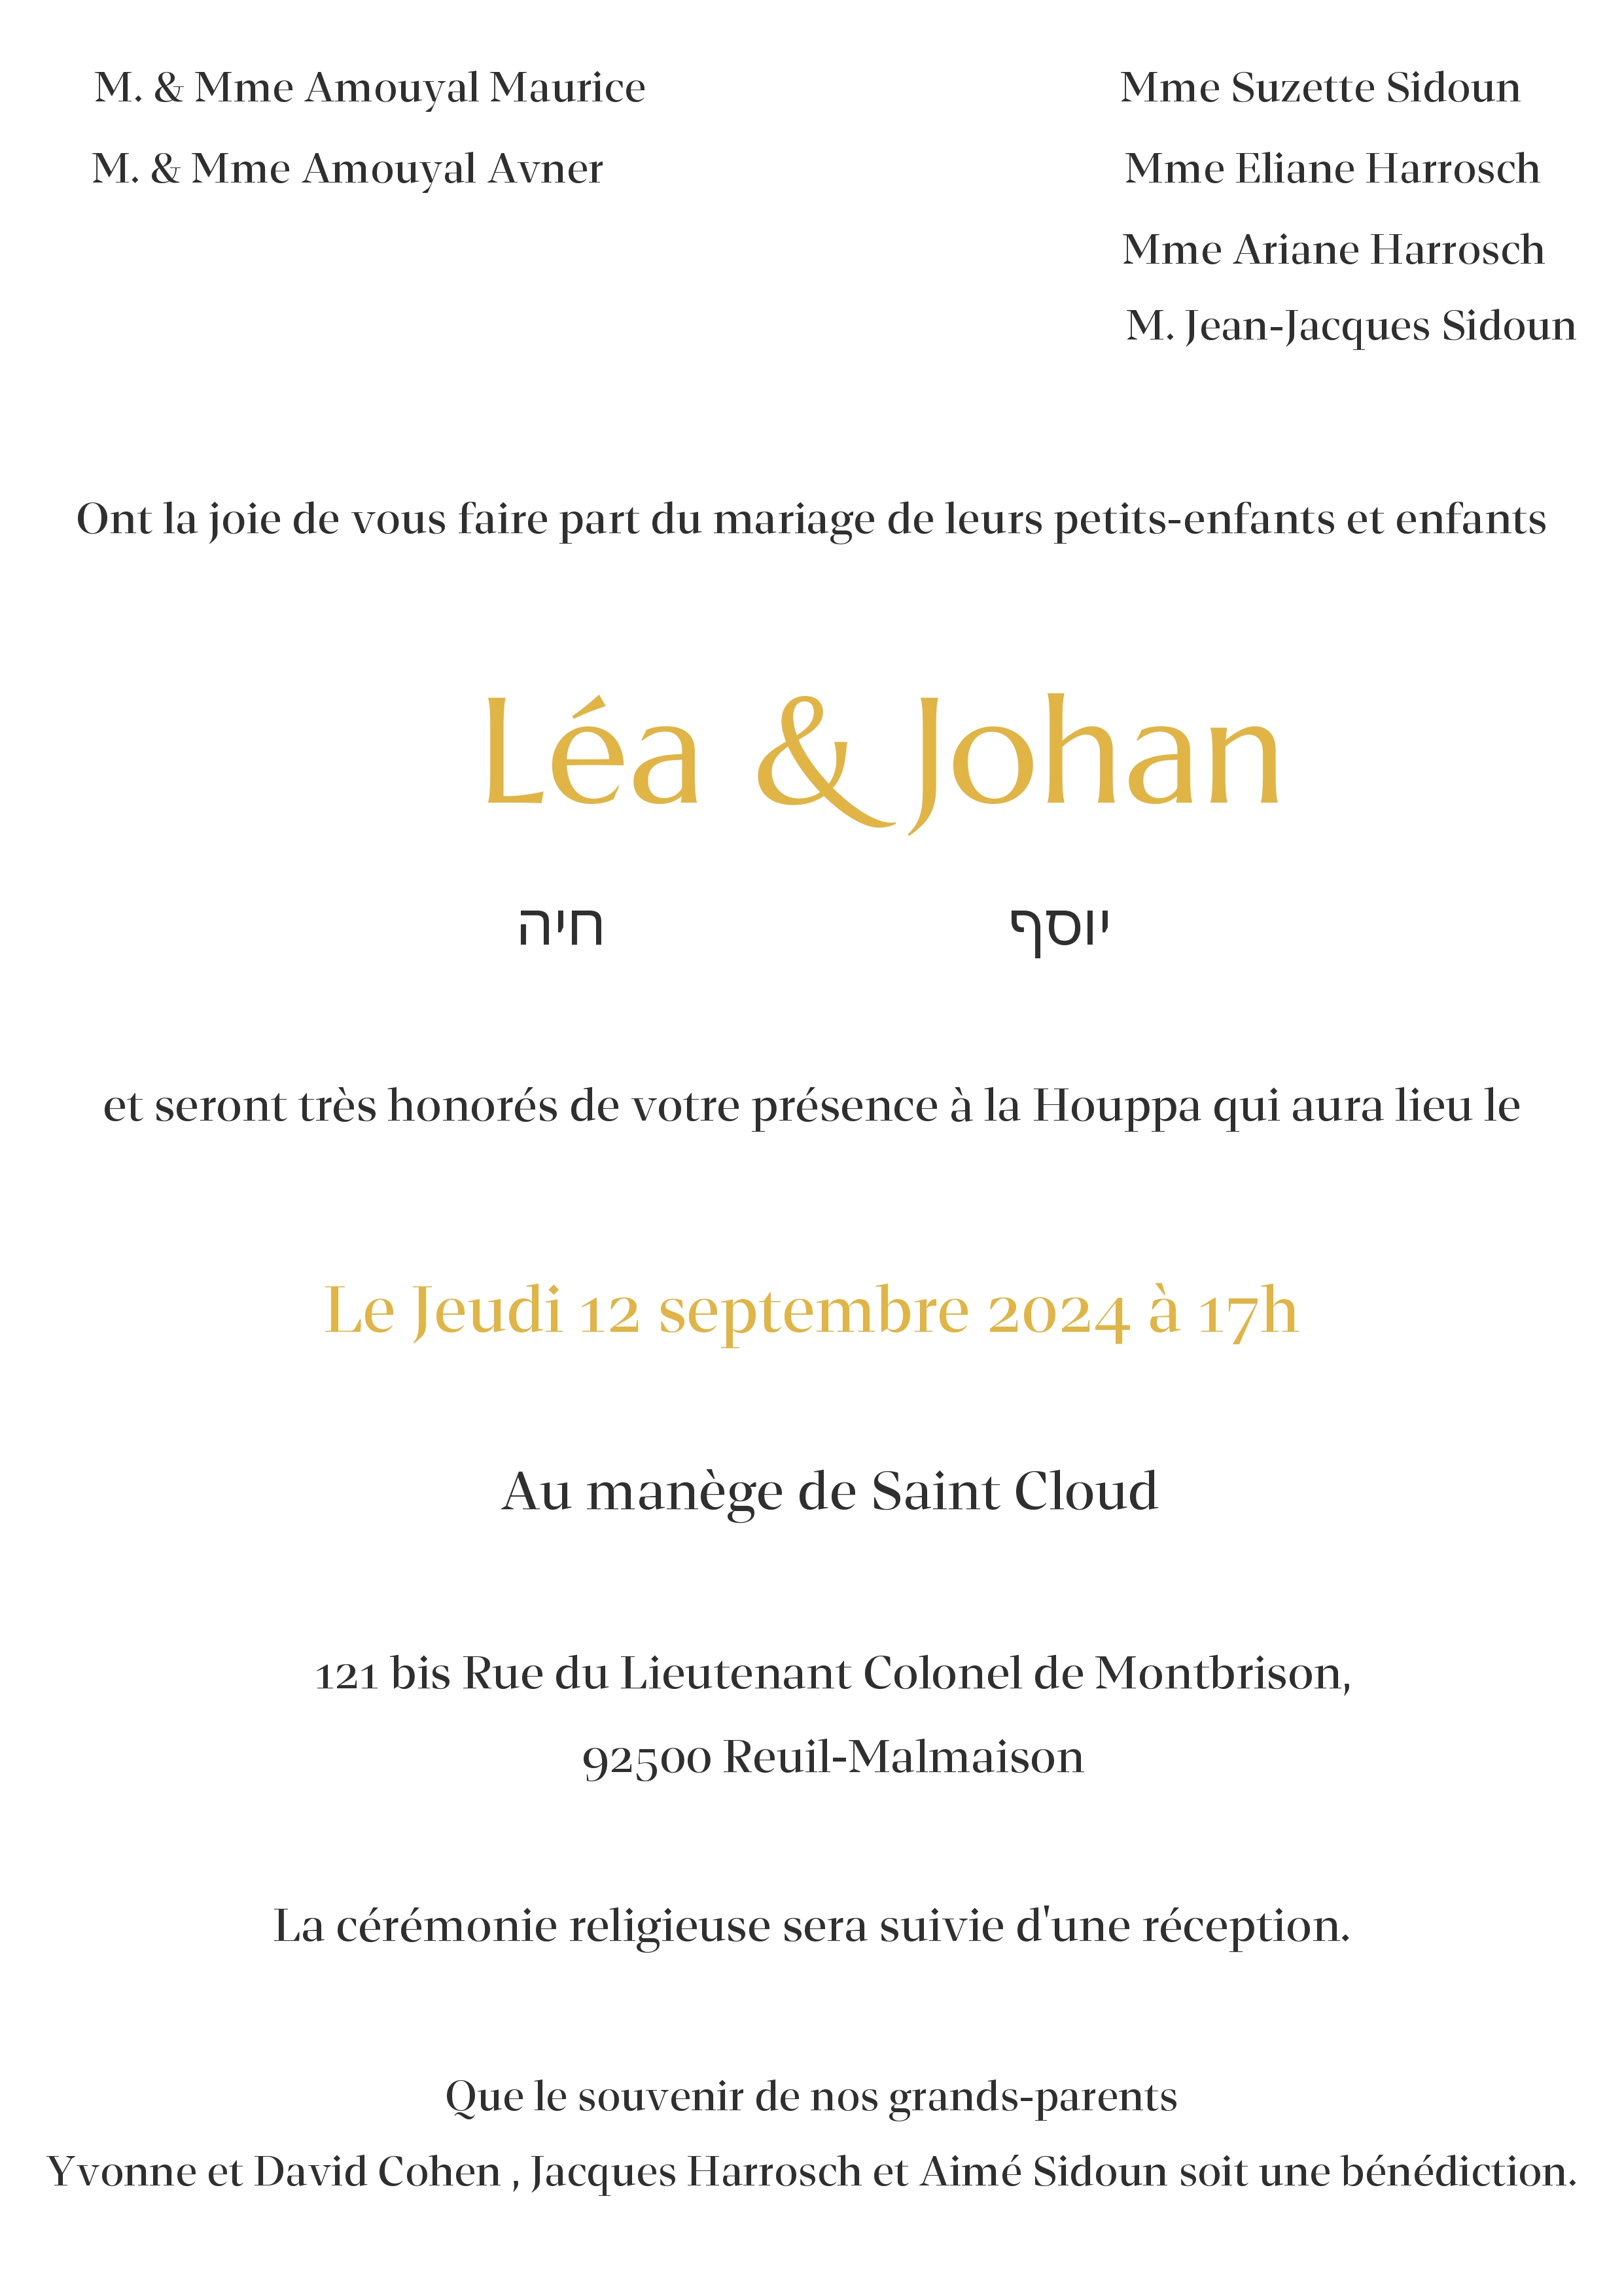 M. & Mme Amouyal Maurice
M. & Mme Amouyal Avner
Mme Suzette Sidoun
Mme Eliane Harrosch
Mme Ariane Harrosch
M. Jean-Jacques Sidoun
Ont la joie de vous faire part du mariage de leurs petits-enfants et enfants
Léa & Johan
חיה
יוסף
et seront très honorés de votre présence à la Houppa qui aura lieu le
Le Jeudi 12 septembre 2024 à 17h
Au manège de Saint Cloud
121 bis Rue du Lieutenant Colonel de Montbrison,
92500 Reuil-Malmaison
La cérémonie religieuse sera suivie d'une réception.
Que le souvenir de nos grands-parents
Yvonne et David Cohen , Jacques Harrosch et Aimé Sidoun soit une bénédiction.